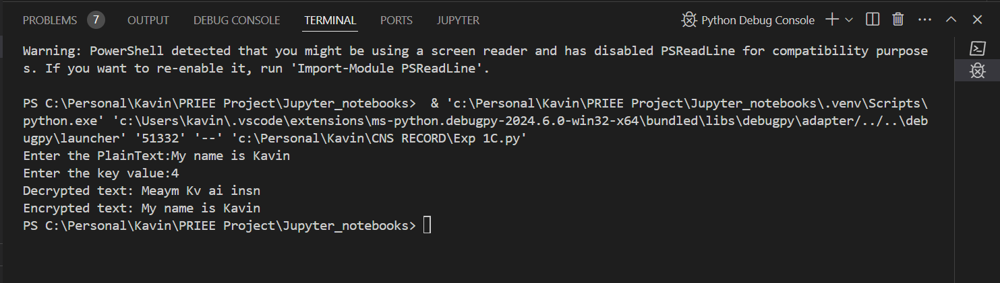 PROBLEMS 7 OUTPUT DEBUG CONSOLE TERMINAL PORTS JUPYTER Python Debug Console
Warning: PowerShell detected that you might be using a screen reader and has disabled PSReadLine for compatibility purpose
s. If you want to re-enable it, run 'Import-Module PSReadLine'.
PS C:\Personal\Kavin\PRIEE Project\Jupyter_notebooks>  & 'c:\Personal\Kavin\PRIEE Project\Jupyter_notebooks\.venv\Scripts\
python.exe' 'c:\Users\kavin\.vscode\extensions\ms-python.debugpy-2024.6.0-win32-x64\bundled\libs\debugpy\adapter/../..\deb
ugpy\launcher' '51332' '--' 'c:\Personal\Kavin\CNS RECORD\Exp 1C.py'
Enter the PlainText:My name is Kavin
Enter the key value:4
Decrypted text: Meaym Kv ai insn
Encrypted text: My name is Kavin
PS C:\Personal\Kavin\PRIEE Project\Jupyter_notebooks>